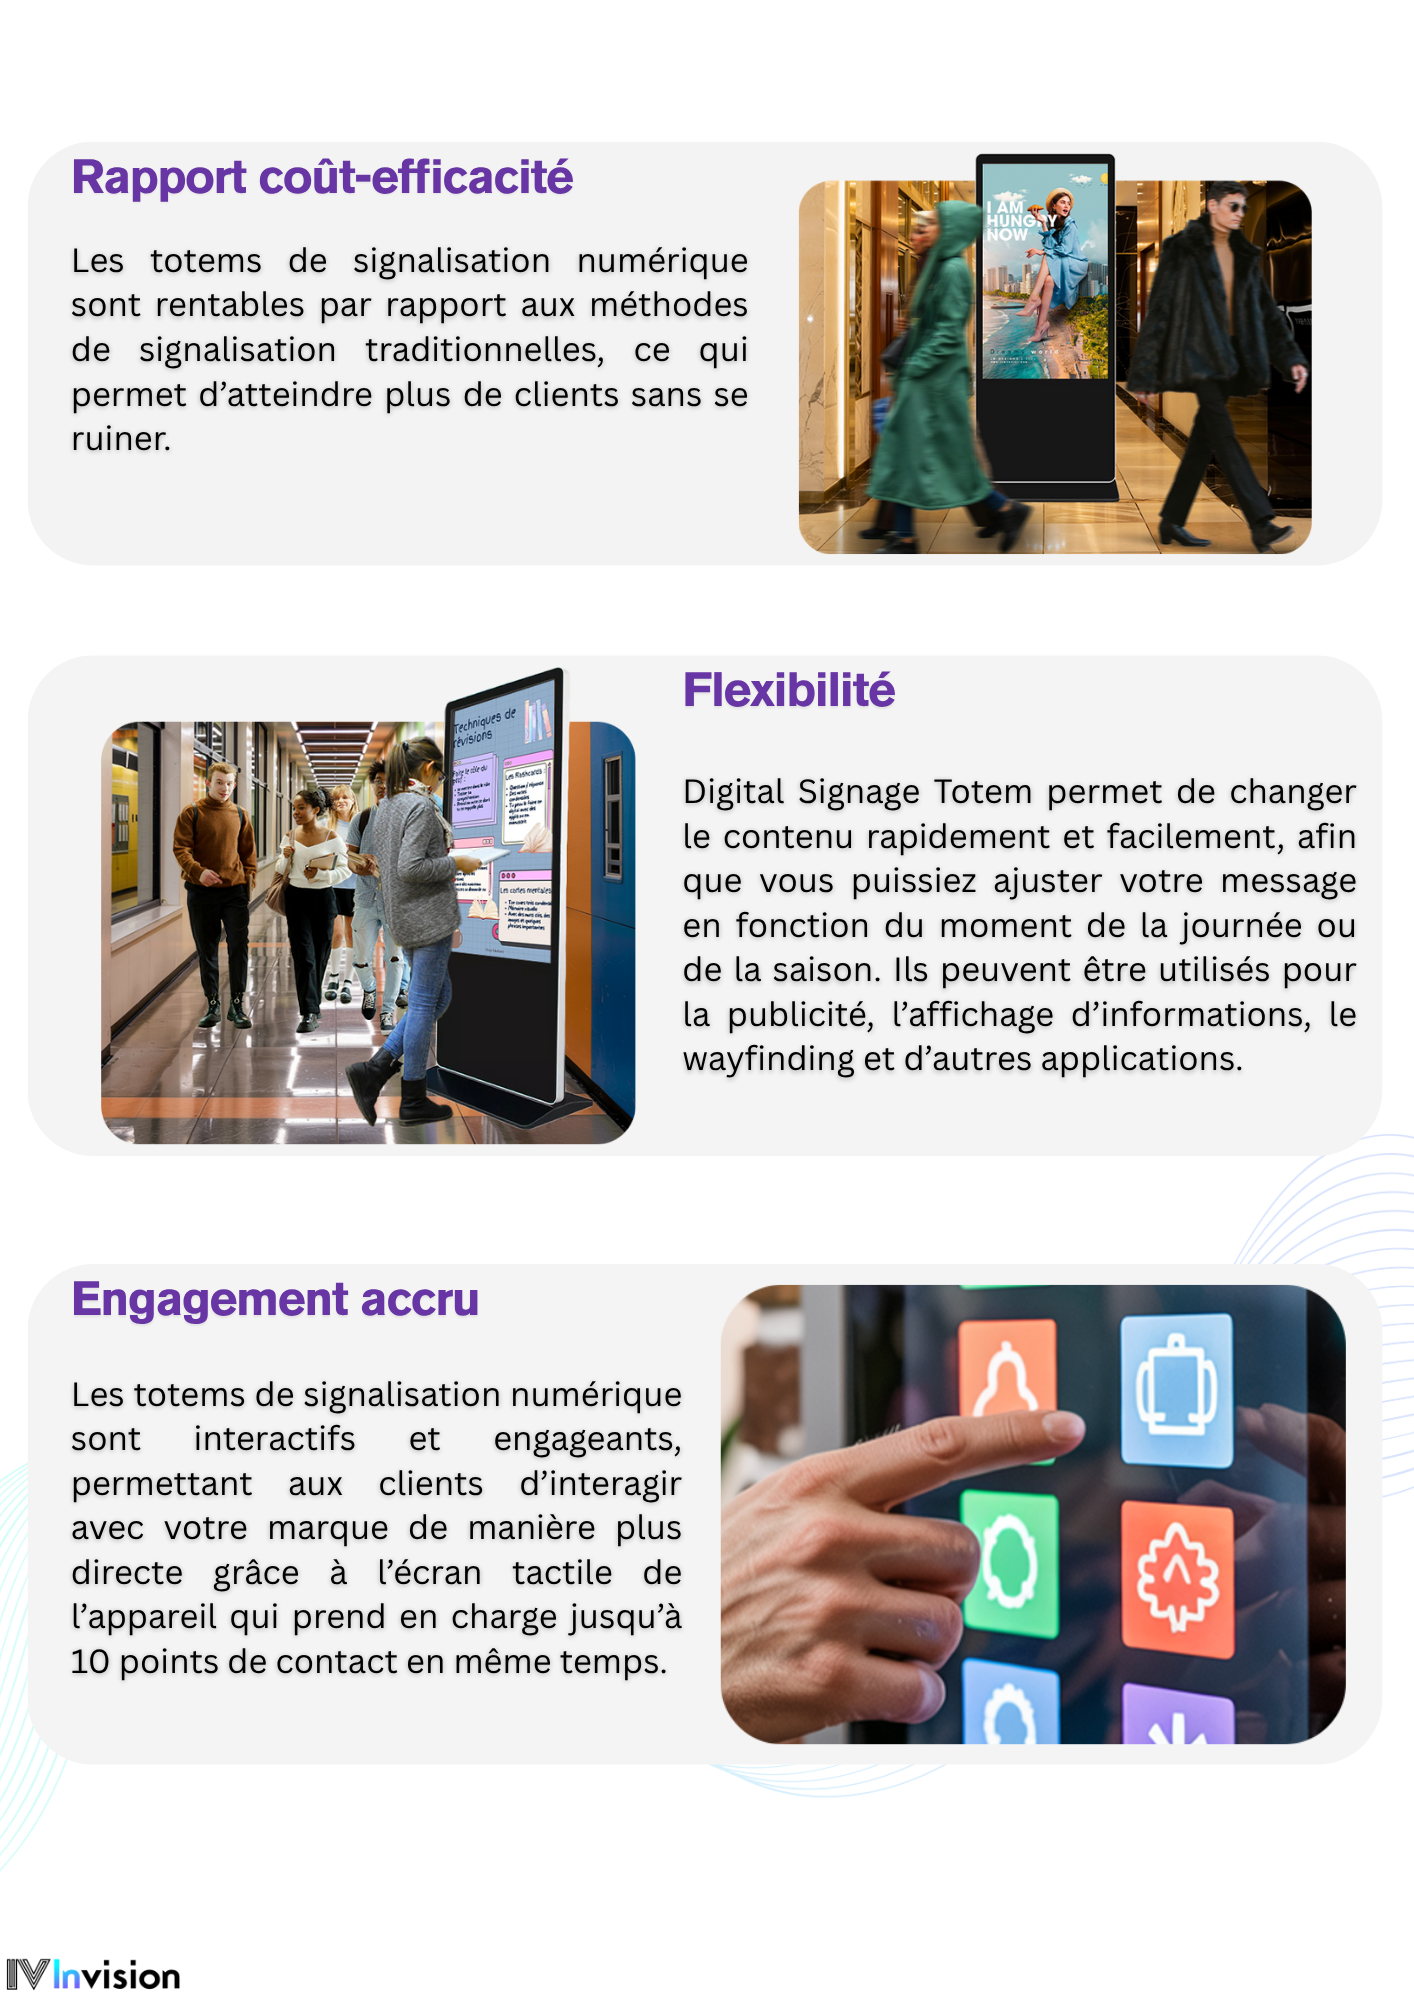 Rapport coût-efficacité
Les totems de signalisation numérique
sont rentables par rapport aux méthodes
de signalisation traditionnelles, ce qui
permet d’atteindre plus de clients sans se
ruiner.
I AM
HUNGRY
NOW
Flexibilité
Digital Signage Totem permet de changer
le contenu rapidement et facilement, afin
que vous puissiez ajuster votre message
en fonction du moment de la journée ou
de la saison. Ils peuvent être utilisés pour
la publicité, l’affichage d’informations, le
wayfinding et d’autres applications.
Techniques de
révisions
Les flashcards
Les cartes mentales
Engagement accru
Les totems de signalisation numérique
sont interactifs et engageants,
permettant aux clients d’interagir
avec votre marque de manière plus
directe grâce à l’écran tactile de
l’appareil qui prend en charge jusqu’à
10 points de contact en même temps.
Invision